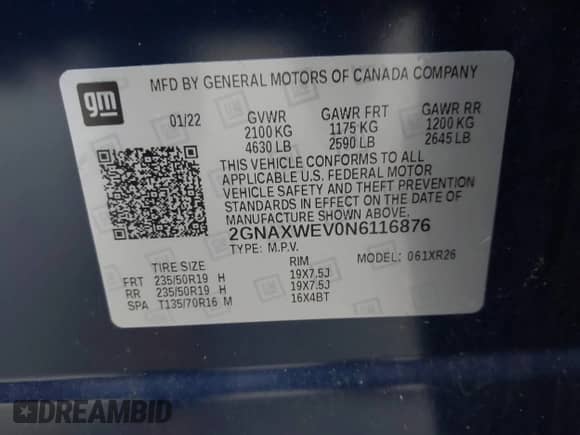 MFD BY GENERAL MOTORS OF CANADA COMPANY
gm
01/22 GVWR GAWR FRT GAWR RR
2100 KG 1175 KG 1200 KG
4630 LB 2590 LB 2645 LB
THIS VEHICLE CONFORMS TO ALL
APPLICABLE U.S. FEDERAL MOTOR
VEHICLE SAFETY AND THEFT PREVENTION
STANDARDS IN EFFECT ON THE DATE OF
MANUFACTURE SHOWN ABOVE.
2GNAXWEV0N6116876
TYPE: M.P.V. MODEL: 061XR26
TIRE SIZE RIM
FRT 235/50R19 H 19X7.5J
RR 235/50R19 H 19X7.5J
SPA T135/70R16 M 16X4BT
DREAMBID